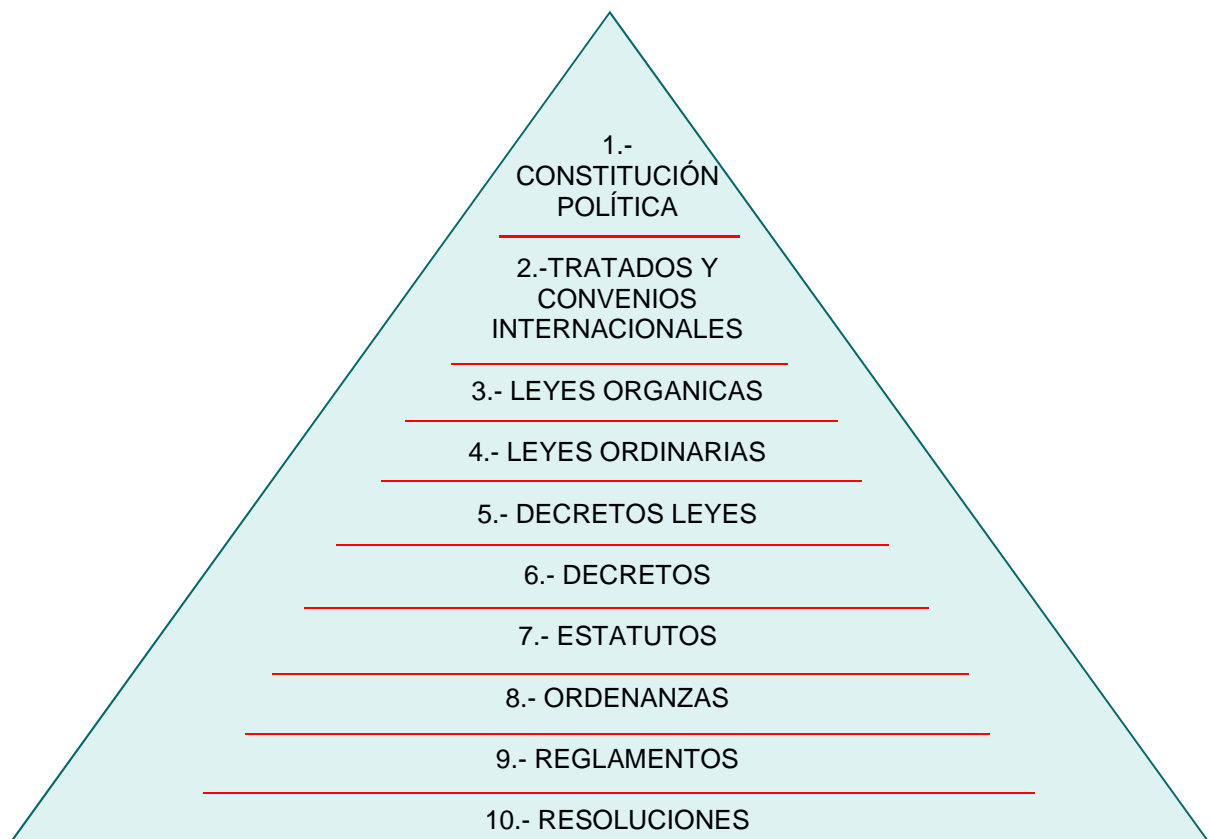 1.-
CONSTITUCIÓN
POLÍTICA
2.-TRATADOS Y
CONVENIOS
INTERNACIONALES
3.- LEYES ORGANICAS
4.- LEYES ORDINARIAS
5.- DECRETOS LEYES
6.- DECRETOS
7.- ESTATUTOS
8.- ORDENANZAS
9.- REGLAMENTOS
10.- RESOLUCIONES